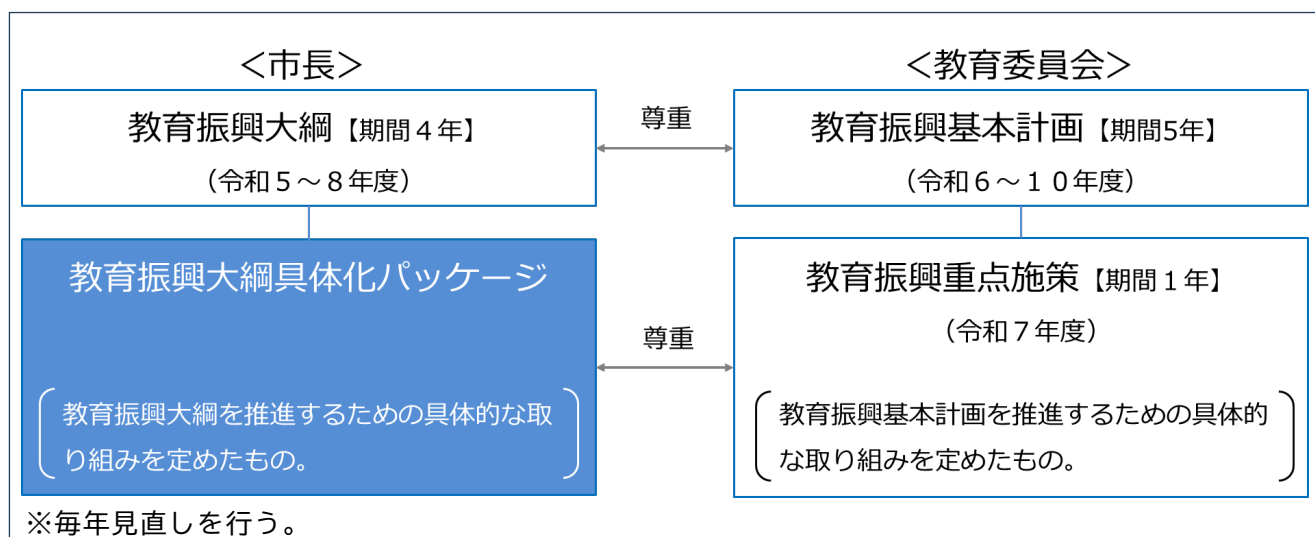 ＜市長＞
教育振興大綱【期間４年】
（令和５～８年度）
尊重
＜教育委員会＞
教育振興基本計画【期間5年】
（令和６～１０年度）
教育振興大綱具体化パッケージ
教育振興大綱を推進するための具体的な取
り組みを定めたもの。
尊重
教育振興重点施策【期間１年】
（令和７年度）
教育振興基本計画を推進するための具体的
な取り組みを定めたもの。
※毎年見直しを行う。